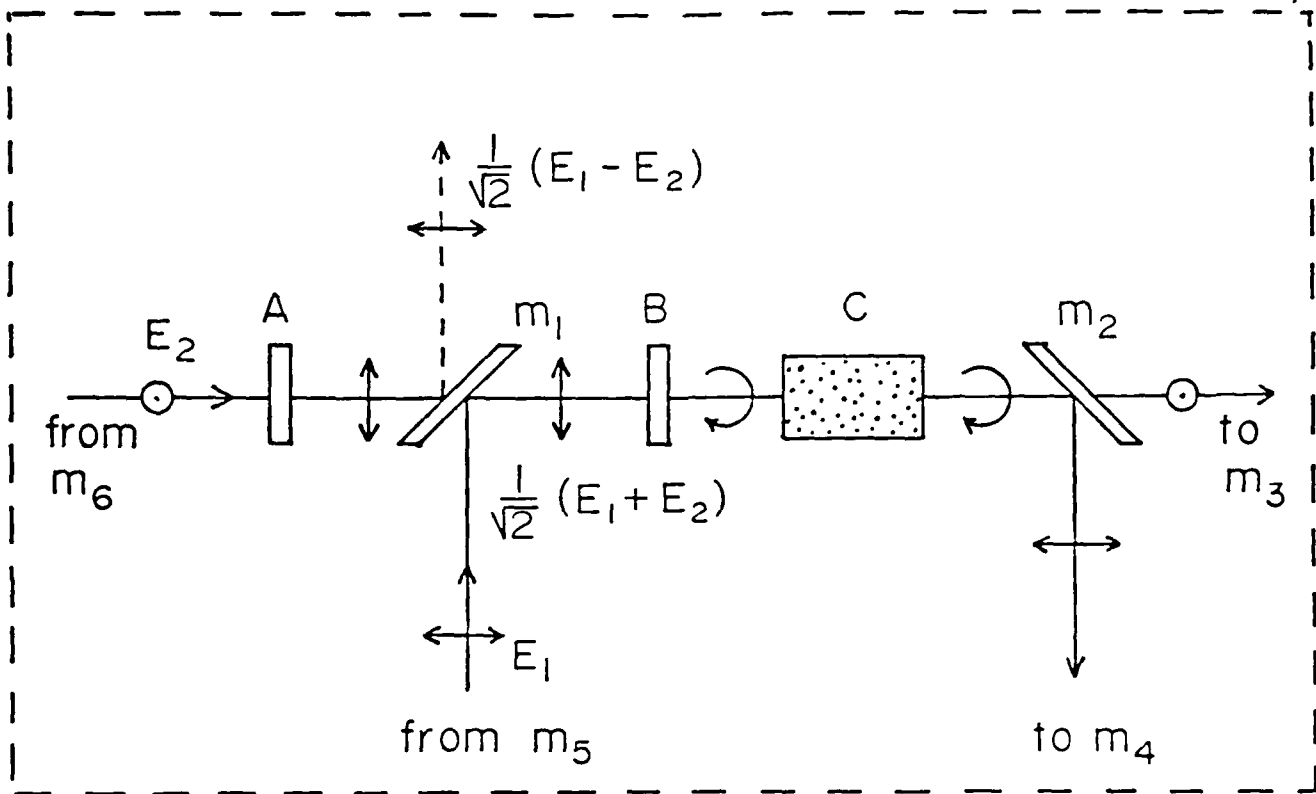 1/√2 (E₁ - E₂)
A
m₁
B
C
m₂
E₂
from
m₆
to
m₃
1/√2 (E₁ + E₂)
E₁
from m₅
to m₄